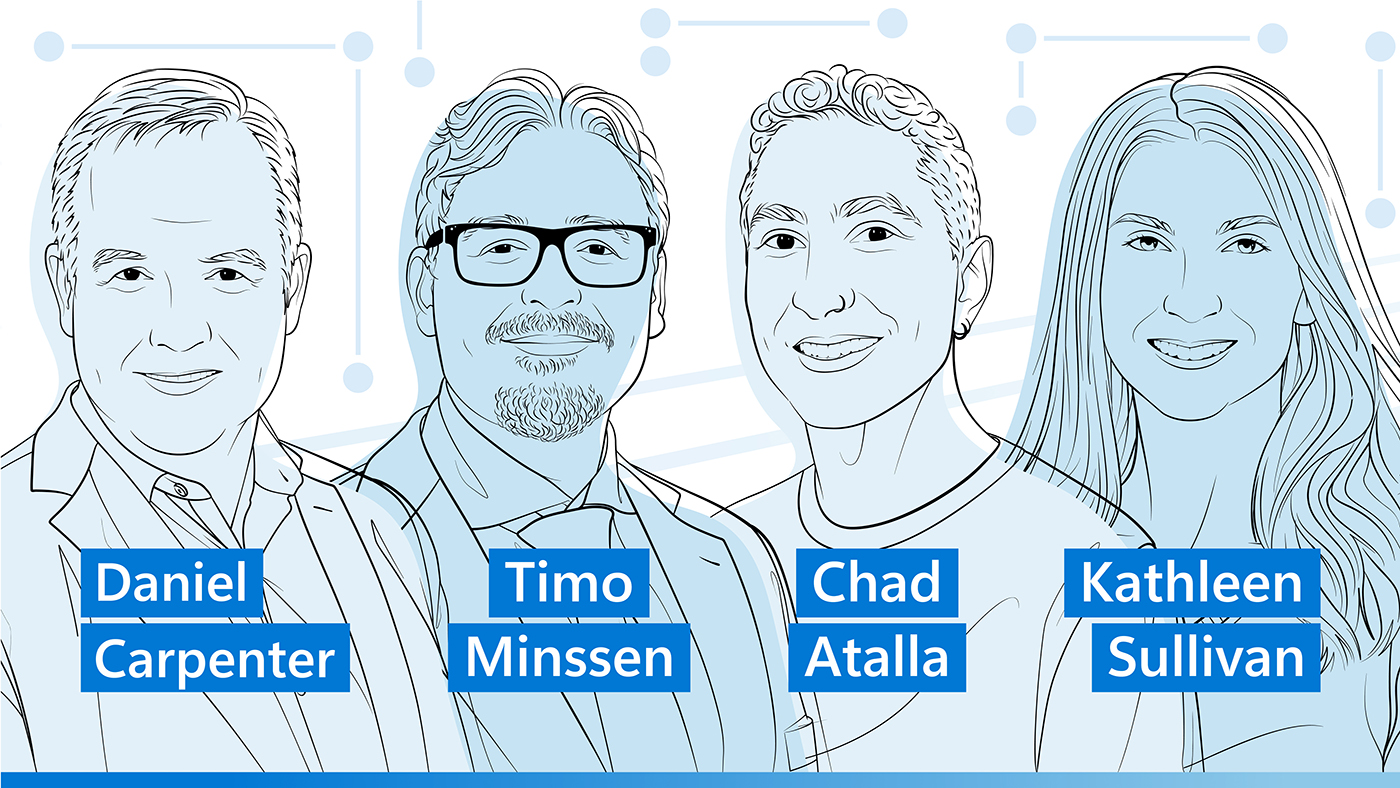 Daniel
Carpenter
Timo
Minssen
Chad
Atalla
Kathleen
Sullivan